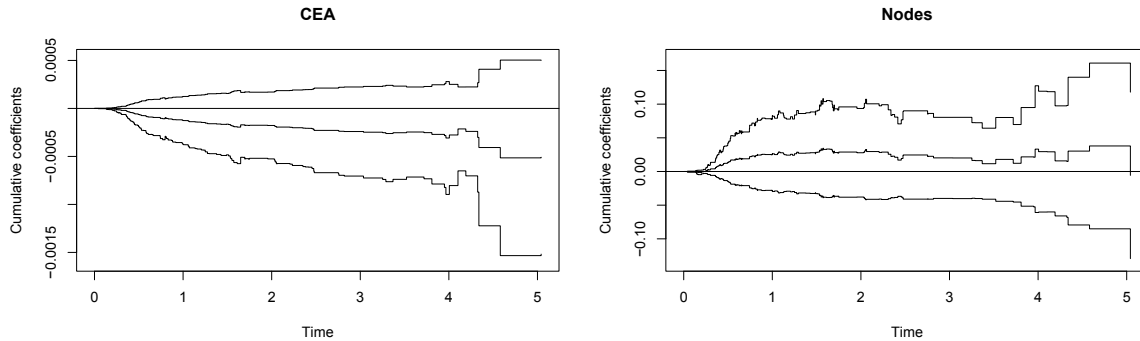 CEA
Cumulative coefficients
0.0005
−0.0005
−0.0015
0 1 2 3 4 5
Time
Nodes
Cumulative coefficients
0.10
0.00
−0.10
0 1 2 3 4 5
Time